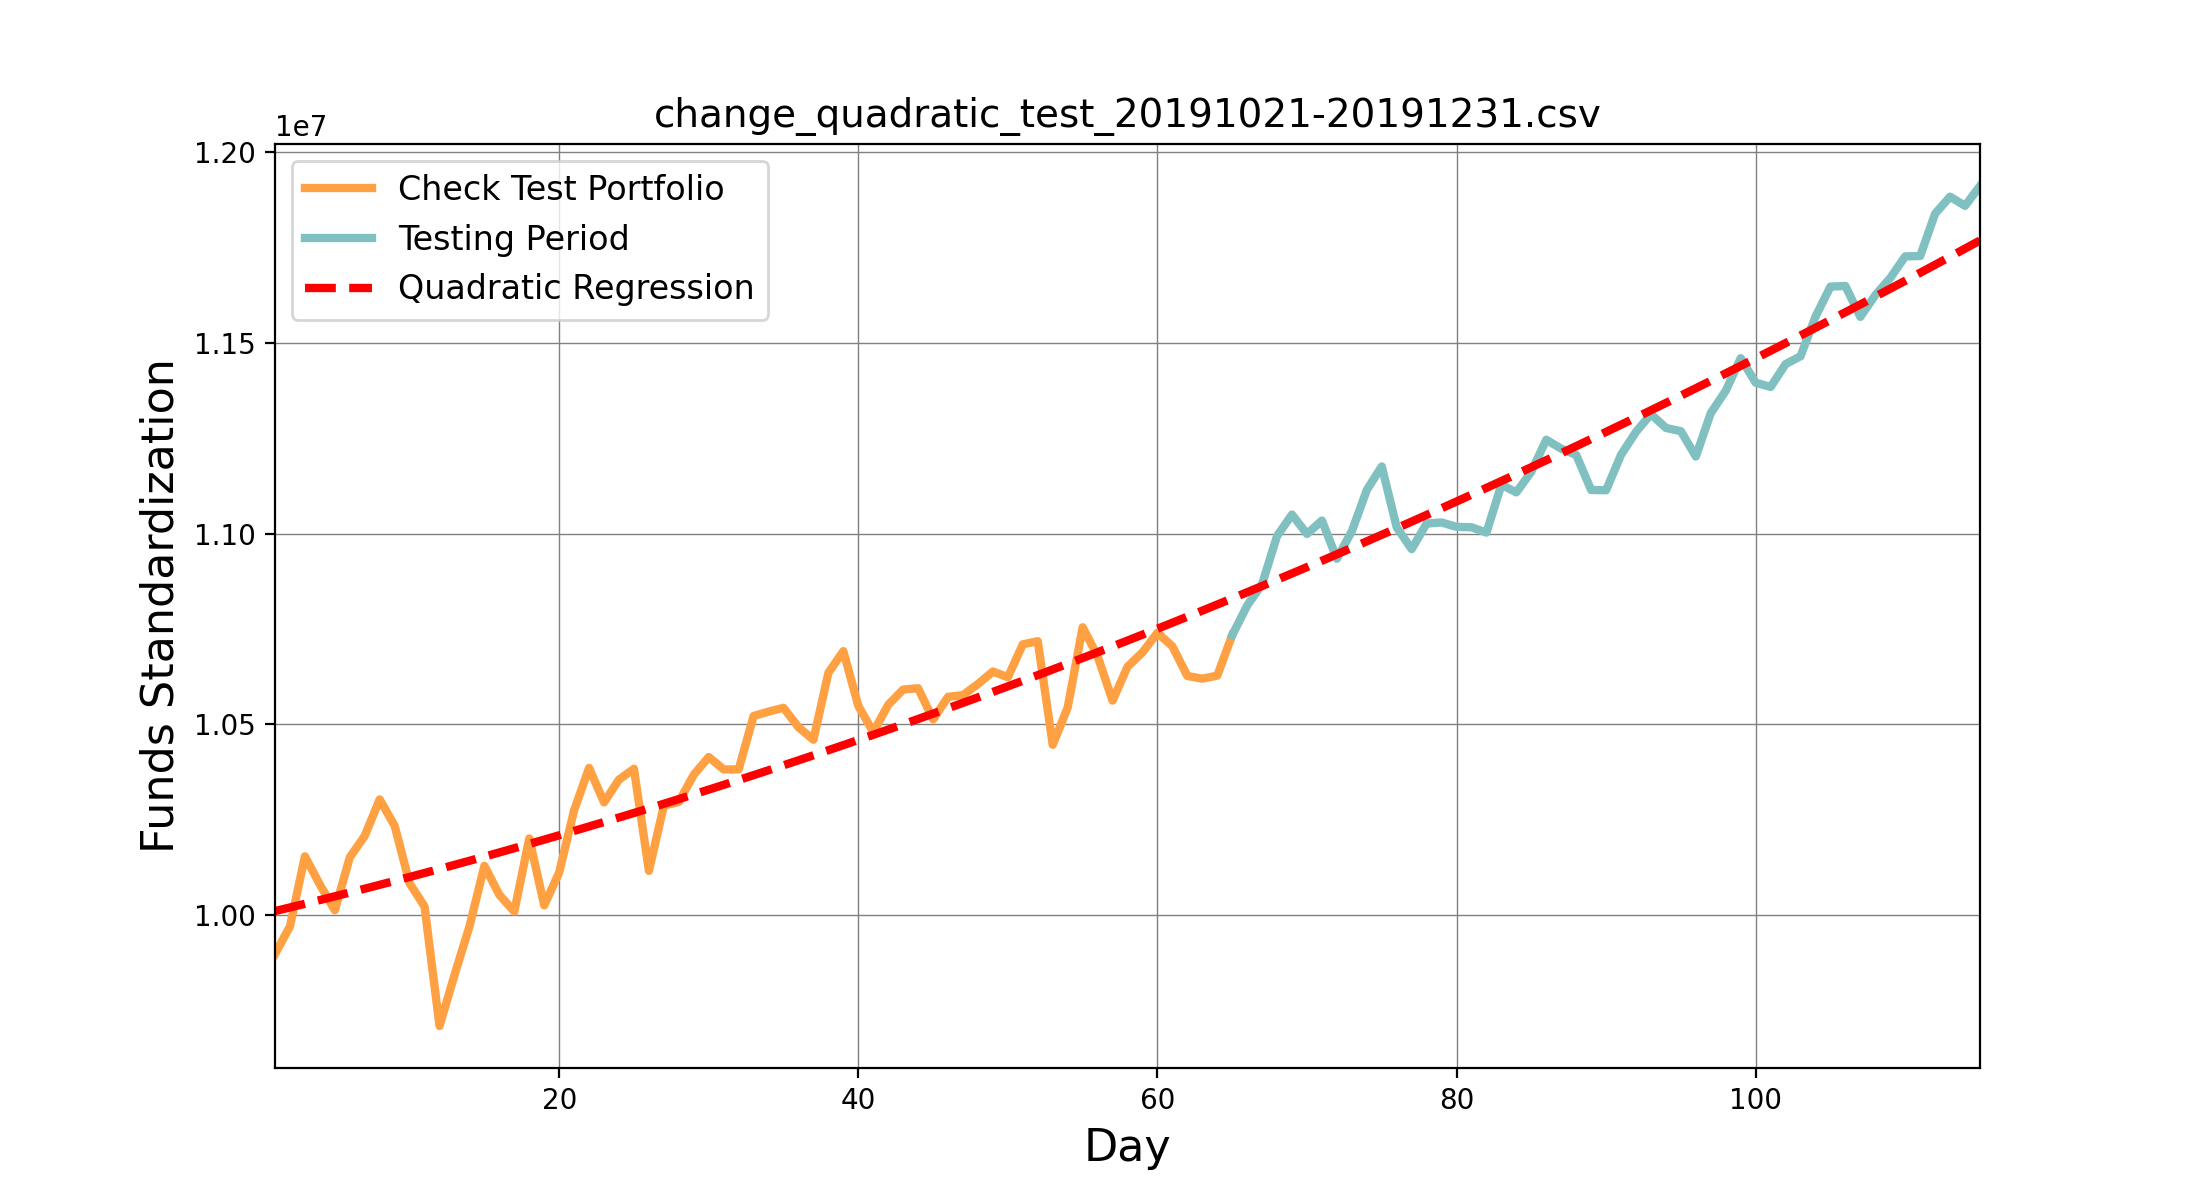 change_quadratic_test_20191021-20191231.csv
1e7
1.20
1.15
1.10
1.05
1.00
Funds Standardization
Check Test Portfolio
Testing Period
Quadratic Regression
20
40
60
80
100
Day